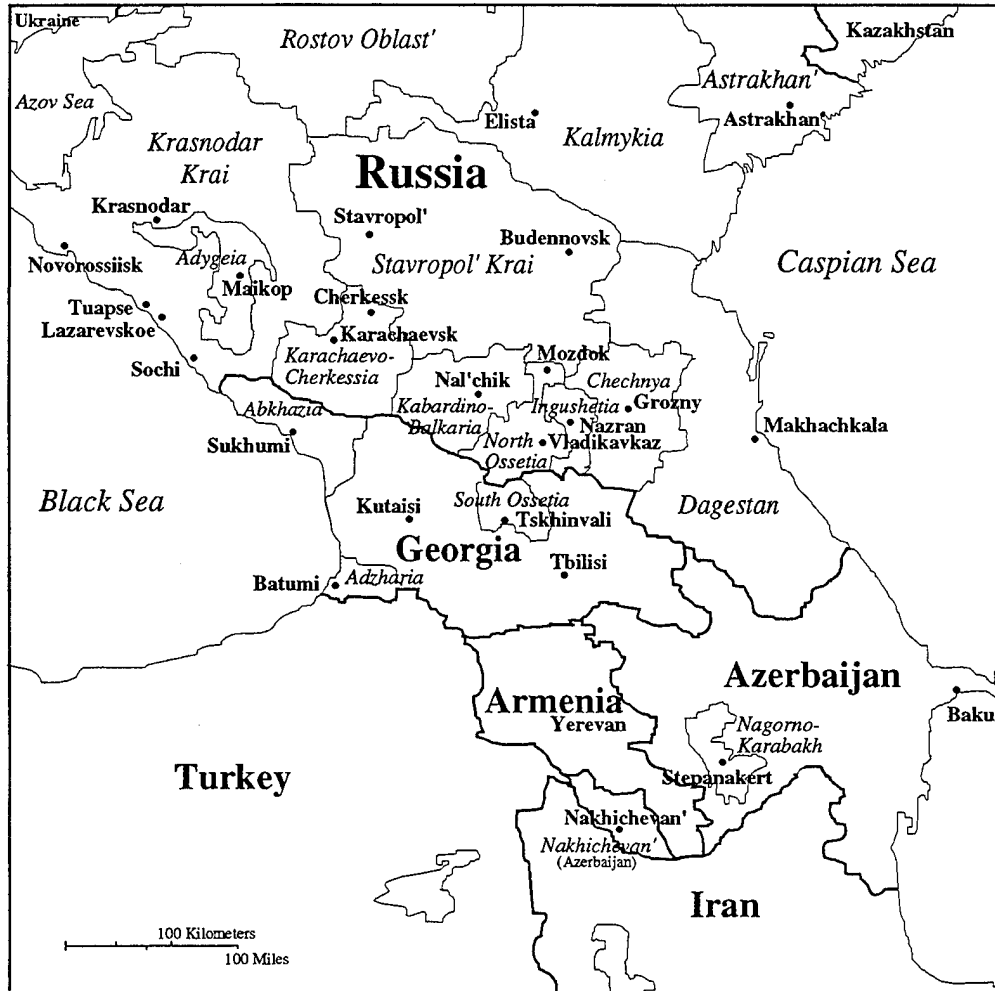 Ukraine
Rostov Oblast'
Kazakhstan
Azov Sea
Astrakhan'
Elista
Astrakhan'
Kalmykia
Krasnodar
Krai
Russia
Krasnodar
Stavropol'
Budennovsk
Novorossiisk
Adygeia
Maikop
Stavropol' Krai
Caspian Sea
Tuapse
Lazarevskoe
Cherkessk
Karachaevsk
Sochi
Karachaevo-
Cherkessia
Mozdok
Nal'chik
Chechnya
Abkhazia
Kabardino-
Balkaria
Ingushetia
Grozny
Nazran
Makhachkala
Sukhumi
North
Ossetia
Vladikavkaz
Black Sea
Kutaisi
South Ossetia
Tskhinvali
Dagestan
Georgia
Tbilisi
Batumi
Adzharia
Azerbaijan
Armenia
Yerevan
Baku
Nagorno-
Karabakh
Turkey
Stepanakert
Nakhichevan'
Nakhichevan'
(Azerbaijan)
Iran
100 Kilometers
100 Miles